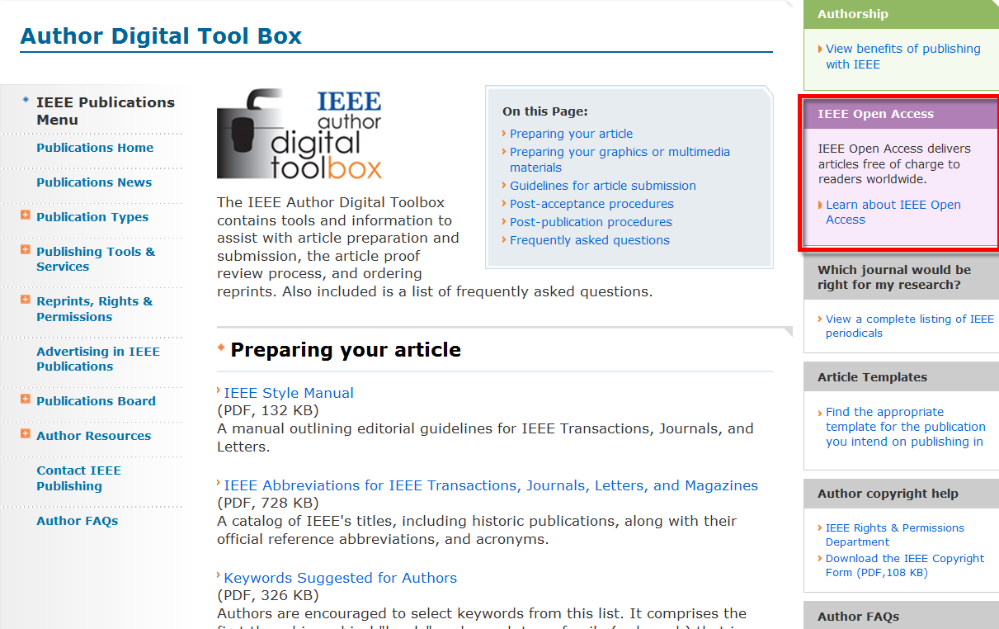 Author Digital Tool Box
IEEE Publications
Menu
Publications Home
Publications News
Publication Types
Publishing Tools &
Services
Reprints, Rights &
Permissions
Advertising in IEEE
Publications
Publications Board
Author Resources
Contact IEEE
Publishing
Author FAQs
IEEE
author
digital
toolbox
The IEEE Author Digital Toolbox
contains tools and information to
assist with article preparation and
submission, the article proof
review process, and ordering
reprints. Also included is a list of frequently asked questions.
On this Page:
Preparing your article
Preparing your graphics or multimedia
materials
Guidelines for article submission
Post-acceptance procedures
Post-publication procedures
Frequently asked questions
Preparing your article
IEEE Style Manual
(PDF, 132 KB)
A manual outlining editorial guidelines for IEEE Transactions, Journals, and
Letters.
IEEE Abbreviations for IEEE Transactions, Journals, Letters, and Magazines
(PDF, 728 KB)
A catalog of IEEE's titles, including historic publications, along with their
official reference abbreviations, and acronyms.
Keywords Suggested for Authors
(PDF, 326 KB)
Authors are encouraged to select keywords from this list. It comprises the
Authorship
View benefits of publishing
with IEEE
IEEE Open Access
IEEE Open Access delivers
articles free of charge to
readers worldwide.
Learn about IEEE Open
Access
Which journal would be
right for my research?
View a complete listing of IEEE
periodicals
Article Templates
Find the appropriate
template for the publication
you intend on publishing in
Author copyright help
IEEE Rights & Permissions
Department
Download the IEEE Copyright
Form (PDF,108 KB)
Author FAQs